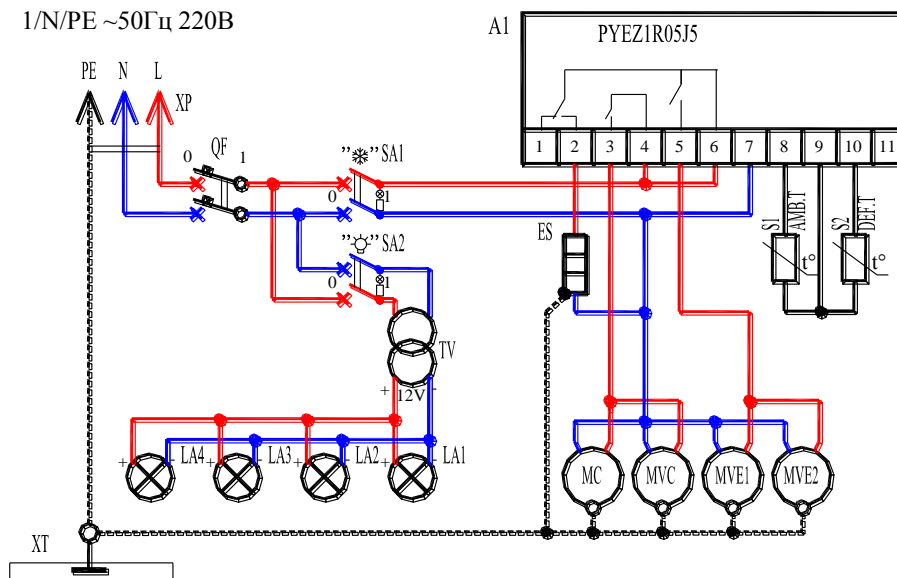 1/N/PE ~50Гц 220В
A1
PYEZ1R05J5
PE N L
XP
QF
0 1
"❄" SA1
0 1
1 2 3 4 5 6 7 8 9 10 11
"💡" SA2
0 1
ES
S1 AMB.T
S2 DEF.T
t° t°
TV
+ 12V -
+ - LA4
+ - LA3
+ - LA2
+ - LA1
MC MVC MVE1 MVE2
XT